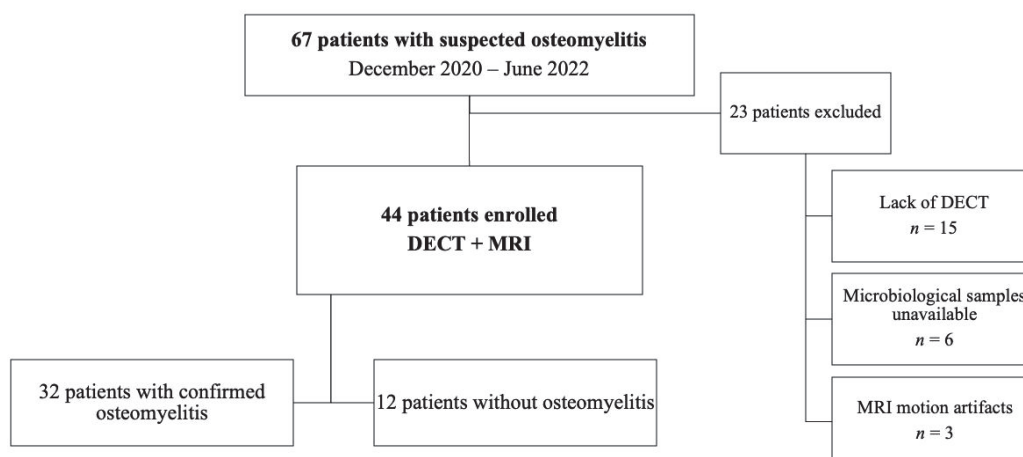 67 patients with suspected osteomyelitis
December 2020 – June 2022
23 patients excluded
44 patients enrolled
DECT + MRI
Lack of DECT
n = 15
Microbiological samples
unavailable
n = 6
MRI motion artifacts
n = 3
32 patients with confirmed
osteomyelitis
12 patients without osteomyelitis